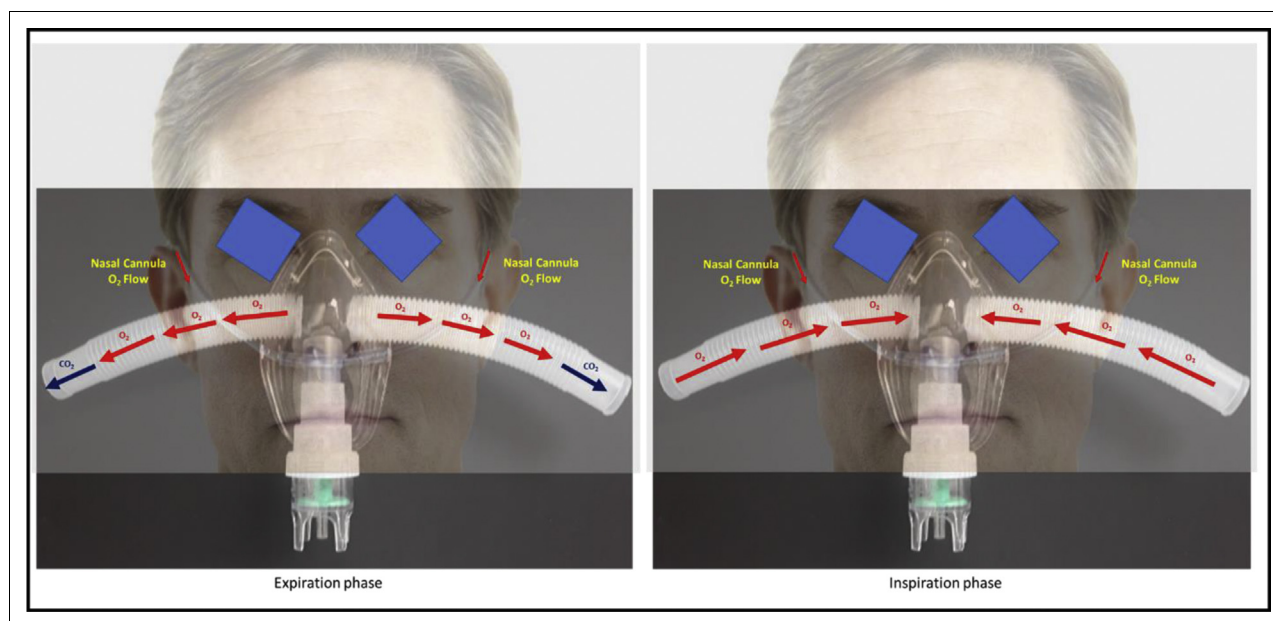 Nasal Cannula
O₂ Flow
Nasal Cannula
O₂ Flow
O₂
O₂
O₂
CO₂
O₂
O₂
O₂
CO₂
Expiration phase
Nasal Cannula
O₂ Flow
Nasal Cannula
O₂ Flow
O₂
O₂
O₂
O₂
O₂
O₂
Inspiration phase